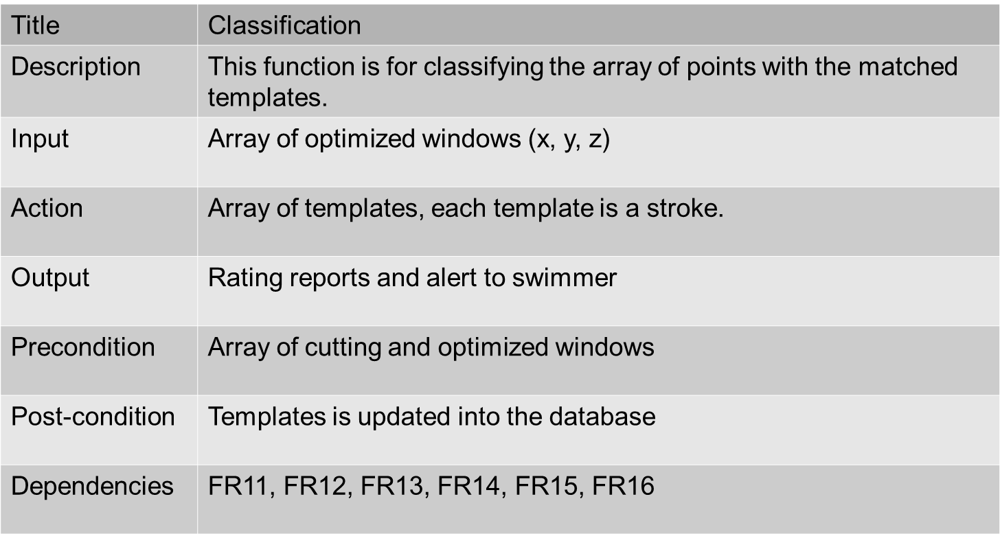 Title Classification
Description This function is for classifying the array of points with the matched
templates.
Input Array of optimized windows (x, y, z)
Action Array of templates, each template is a stroke.
Output Rating reports and alert to swimmer
Precondition Array of cutting and optimized windows
Post-condition Templates is updated into the database
Dependencies FR11, FR12, FR13, FR14, FR15, FR16